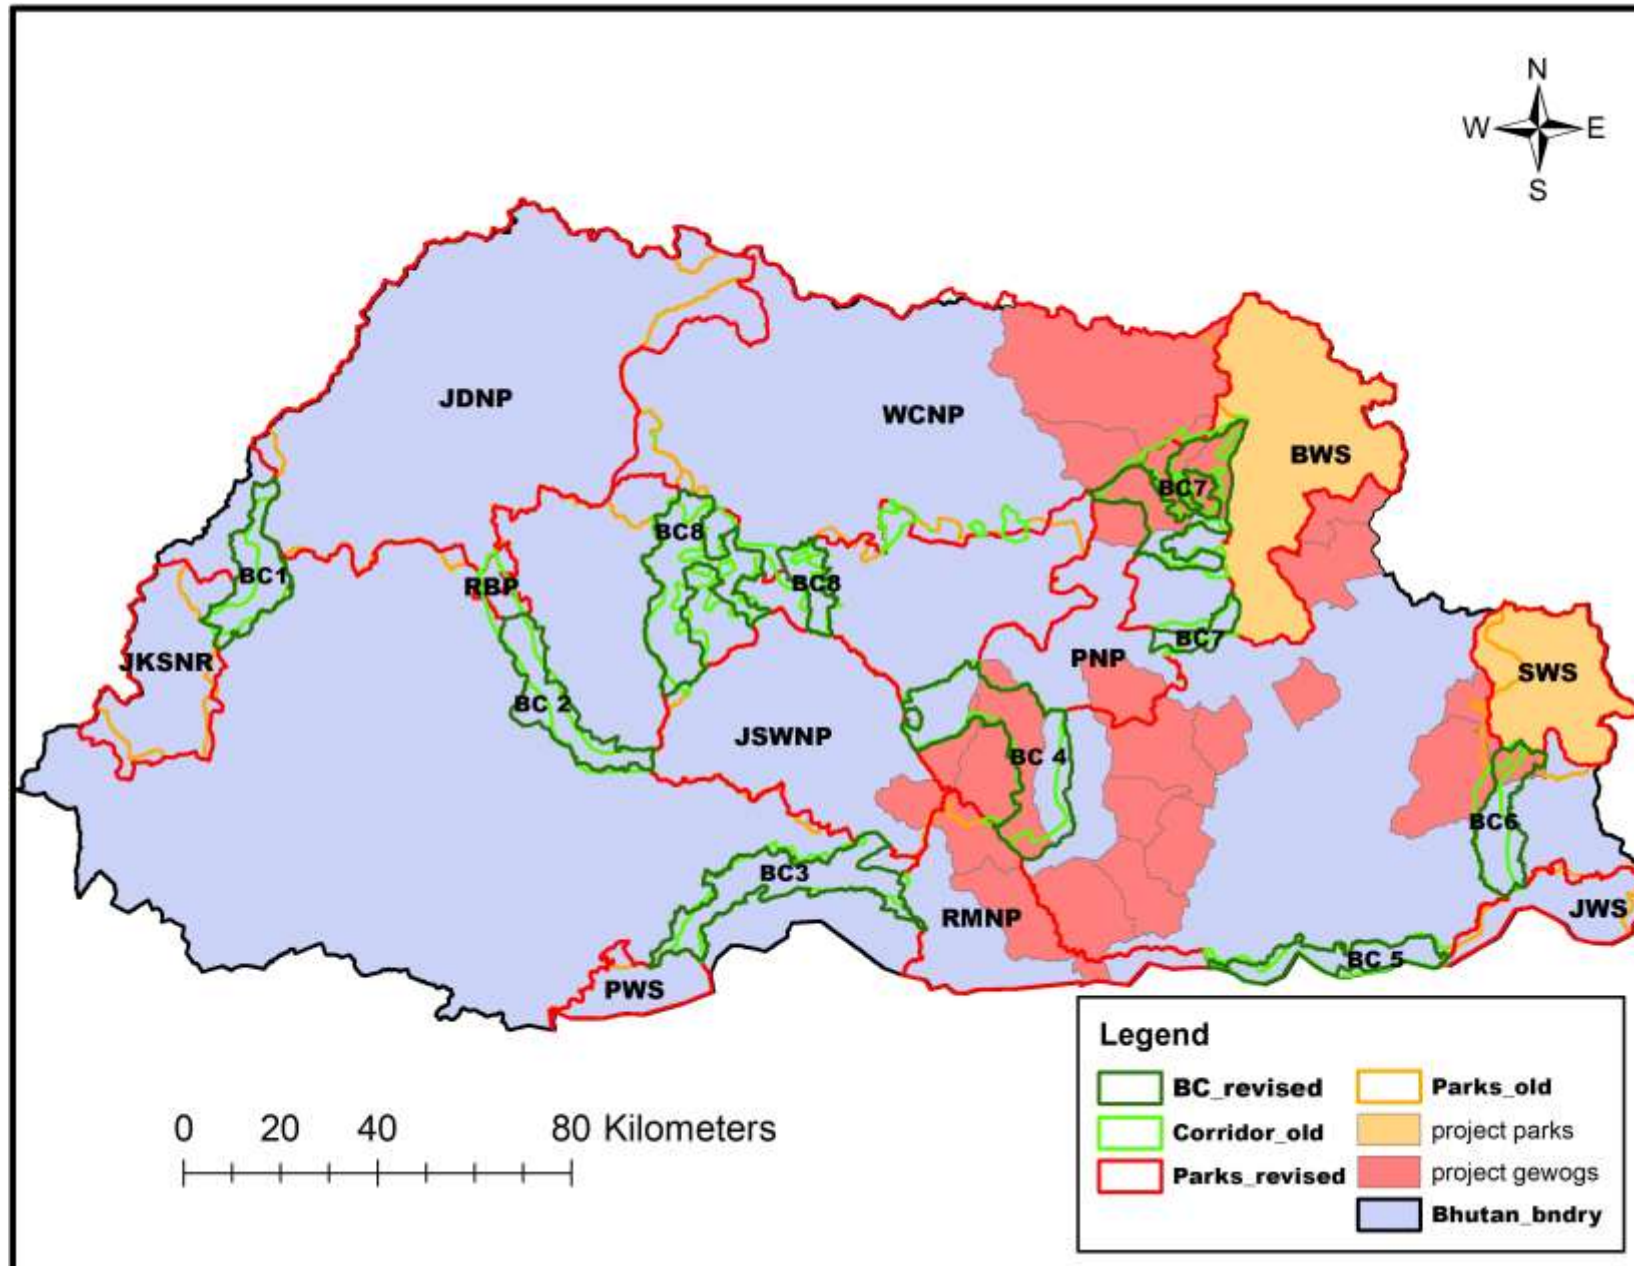 N
W E
S
JDNP
WCNP
BWS
BC7
BC8
BC1
RBP
BC8
BC7
JKSNR
PNP
SWS
BC 2
JSWNP
BC 4
BC6
BC3
RMNP
JWS
BC 5
PWS
Legend
BC_revised
Corridor_old
Parks_revised
Parks_old
project parks
project gewogs
Bhutan_bndry
0 20 40 80 Kilometers